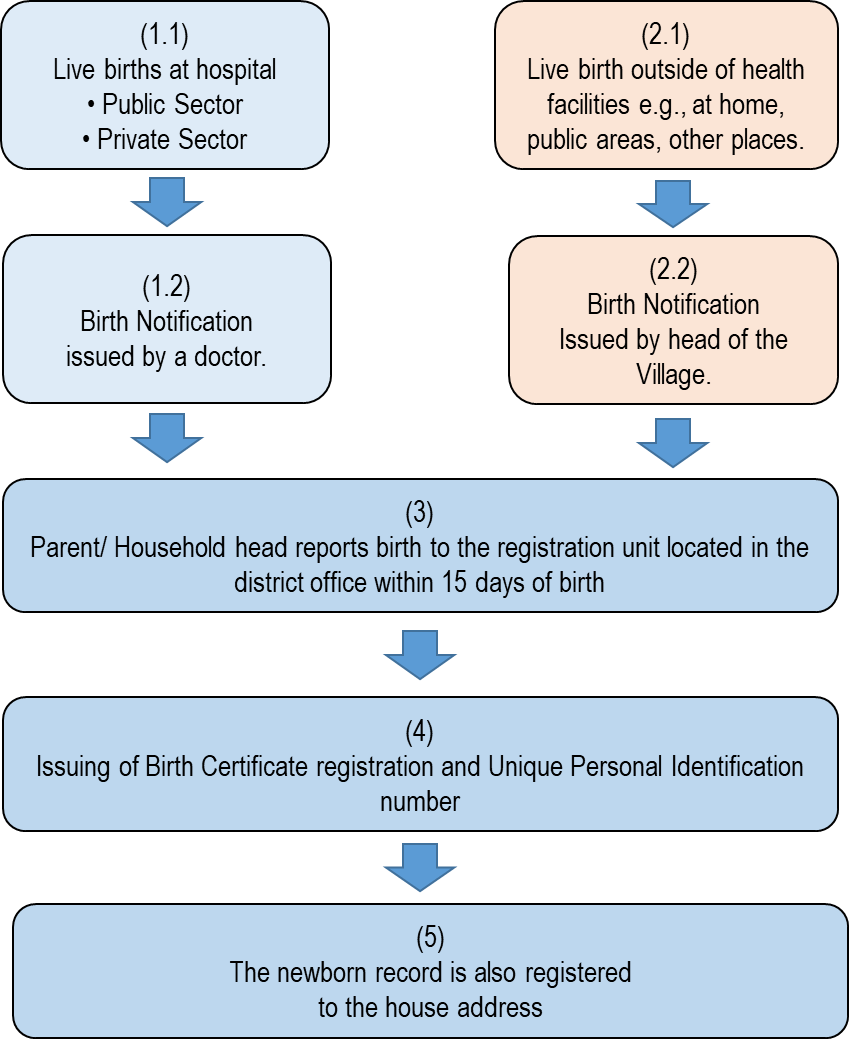 (1.1)
Live births at hospital
• Public Sector
• Private Sector
(2.1)
Live birth outside of health
facilities e.g., at home,
public areas, other places.
(1.2)
Birth Notification
issued by a doctor.
(2.2)
Birth Notification
Issued by head of the
Village.
(3)
Parent/ Household head reports birth to the registration unit located in the
district office within 15 days of birth
(4)
Issuing of Birth Certificate registration and Unique Personal Identification
number
(5)
The newborn record is also registered
to the house address